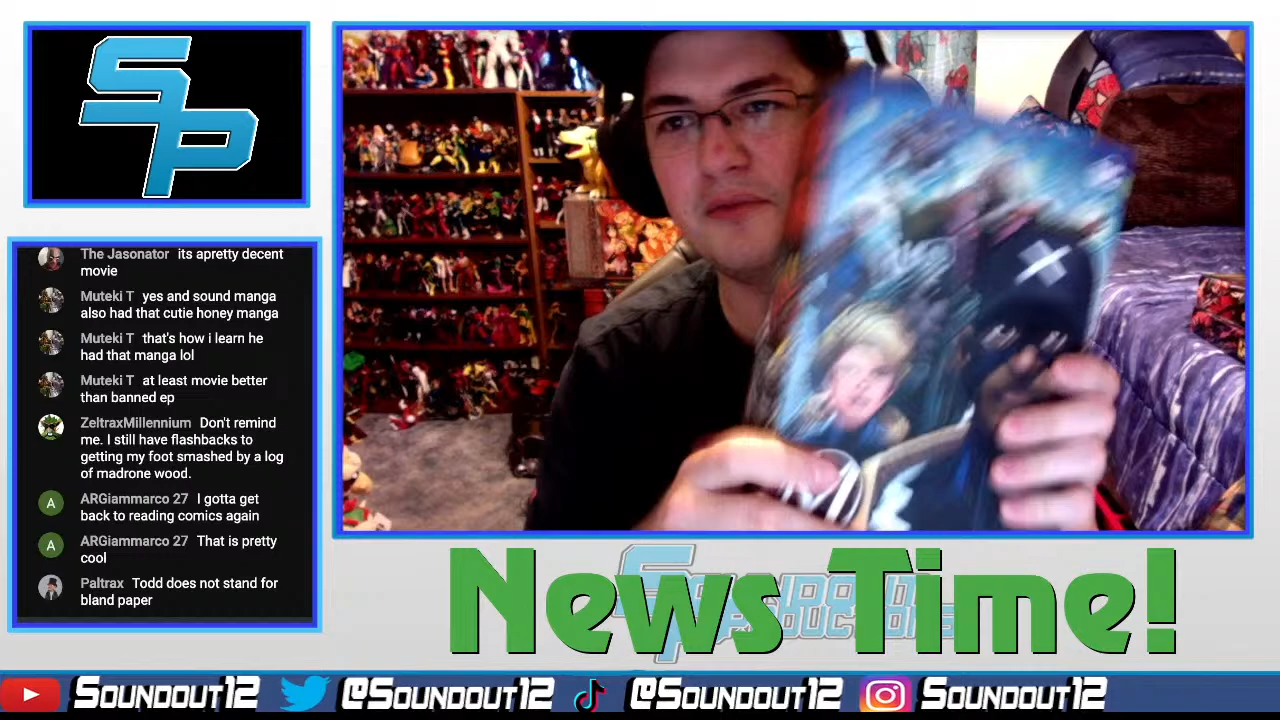 SP
The Jasonator its apretty decent
movie
Muteki T yes and sound manga
also had that cutie honey manga
Muteki T that's how i learn he
had that manga lol
Muteki T at least movie better
than banned ep
ZeltraxMillennium Don't remind
me. I still have flashbacks to
getting my foot smashed by a log
of madrone wood.
A ARGiammarco 27 I gotta get
back to reading comics again
A ARGiammarco 27 That is pretty
cool
Paltrax Todd does not stand for
bland paper
News Time!
Soundout12 @Soundout12 @Soundout12 Soundout12